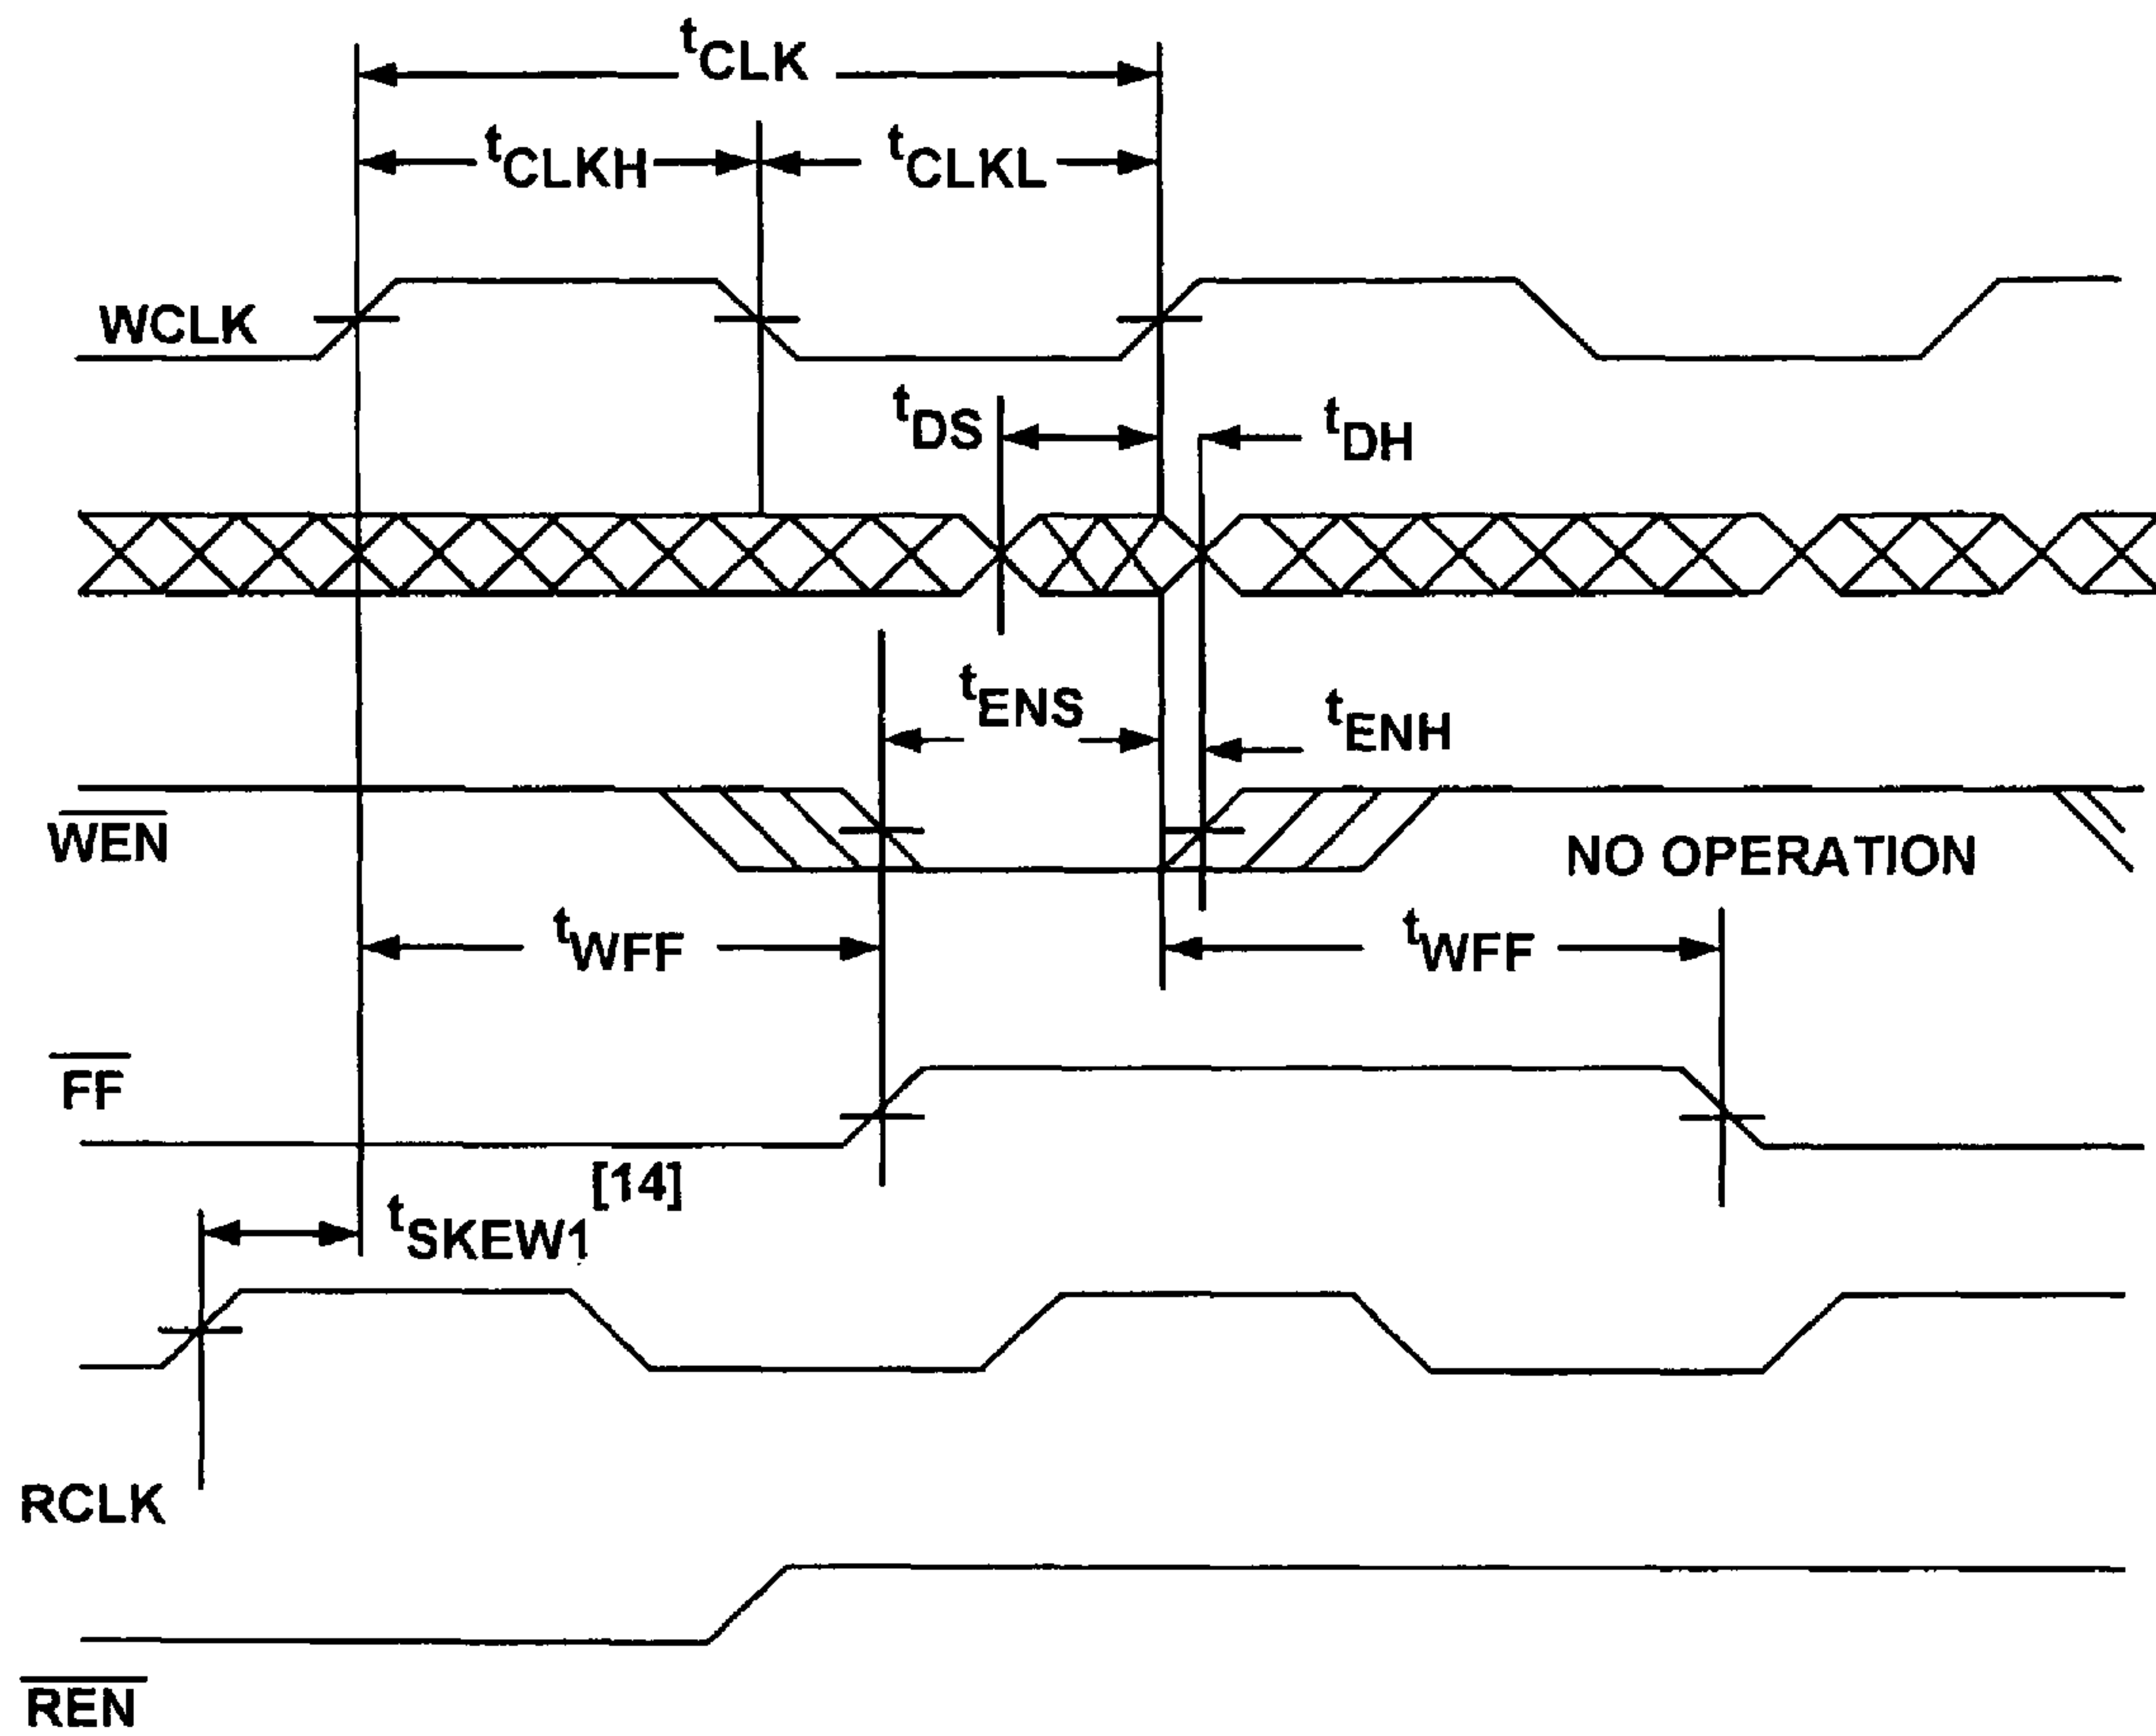 tCLK
tCLKH
tCLKL
WCLK
tDS
tDH
tENS
tENH
WEN
NO OPERATION
tWFF
tWFF
FF
tSKEW1[14]
RCLK
REN